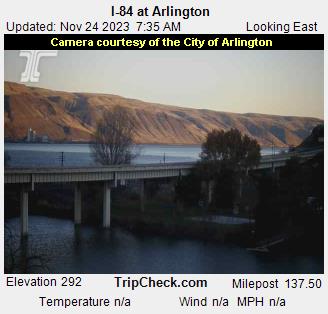 I-84 at Arlington
Updated: Nov 24 2023 7:35 AM Looking East
Camera courtesy of the City of Arlington
Elevation 292 TripCheck.com Milepost 137.50
Temperature n/a Wind n/a MPH n/a